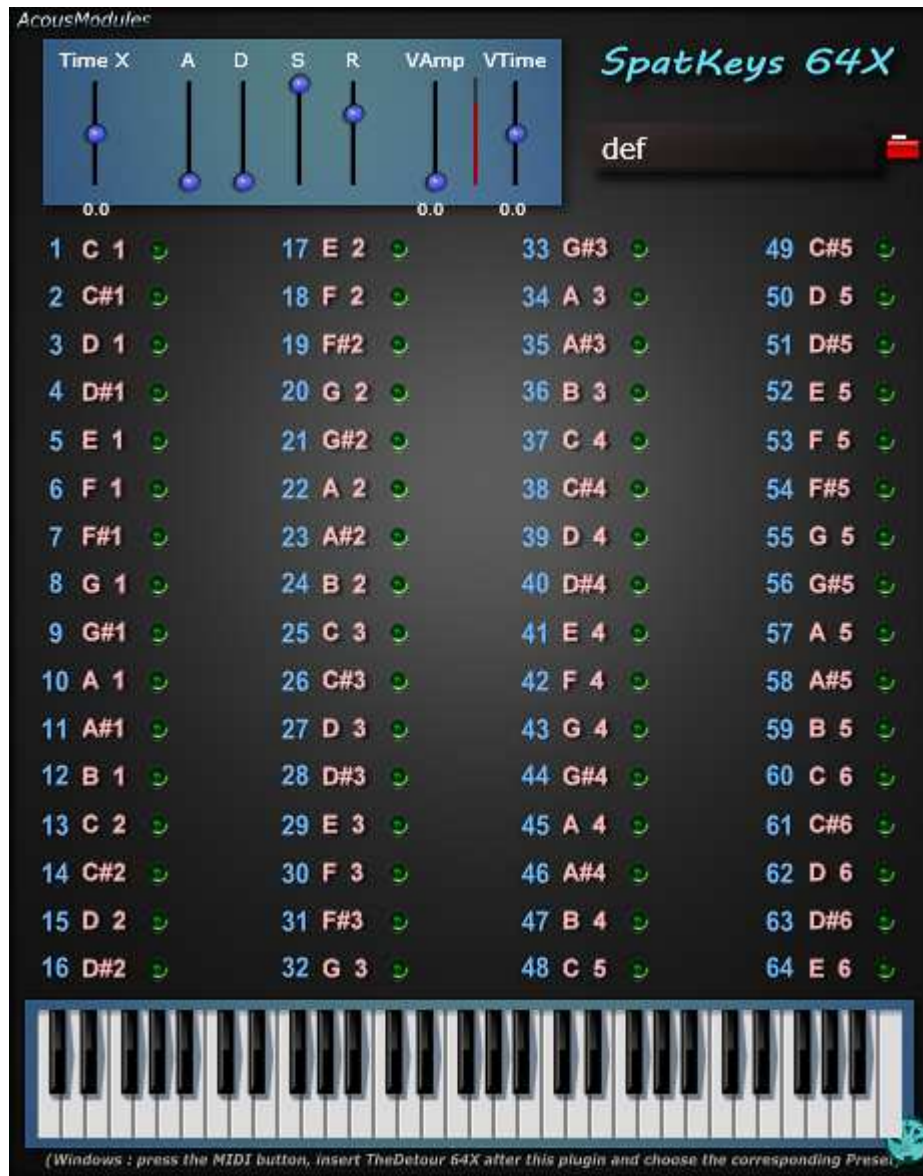 AcousModules
Time X A D S R VAmp VTime
SpatKeys 64X
def
0.0 0.0 0.0
1 C 1 17 E 2 33 G#3 49 C#5
2 C#1 18 F 2 34 A 3 50 D 5
3 D 1 19 F#2 35 A#3 51 D#5
4 D#1 20 G 2 36 B 3 52 E 5
5 E 1 21 G#2 37 C 4 53 F 5
6 F 1 22 A 2 38 C#4 54 F#5
7 F#1 23 A#2 39 D 4 55 G 5
8 G 1 24 B 2 40 D#4 56 G#5
9 G#1 25 C 3 41 E 4 57 A 5
10 A 1 26 C#3 42 F 4 58 A#5
11 A#1 27 D 3 43 G 4 59 B 5
12 B 1 28 D#3 44 G#4 60 C 6
13 C 2 29 E 3 45 A 4 61 C#6
14 C#2 30 F 3 46 A#4 62 D 6
15 D 2 31 F#3 47 B 4 63 D#6
16 D#2 32 G 3 48 C 5 64 E 6
(Windows : press the MIDI button, insert TheDetour 64X after this plugin and choose the corresponding Preset